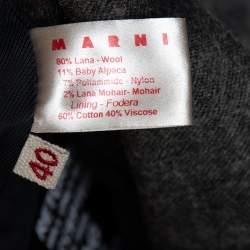 MARNI
80% Lana - Wool
11% Baby Alpaca
7% Poliammide - Nylon
2% Lana Mohair- Mohair
Lining - Fodera
60% Cotton 40% Viscose
40